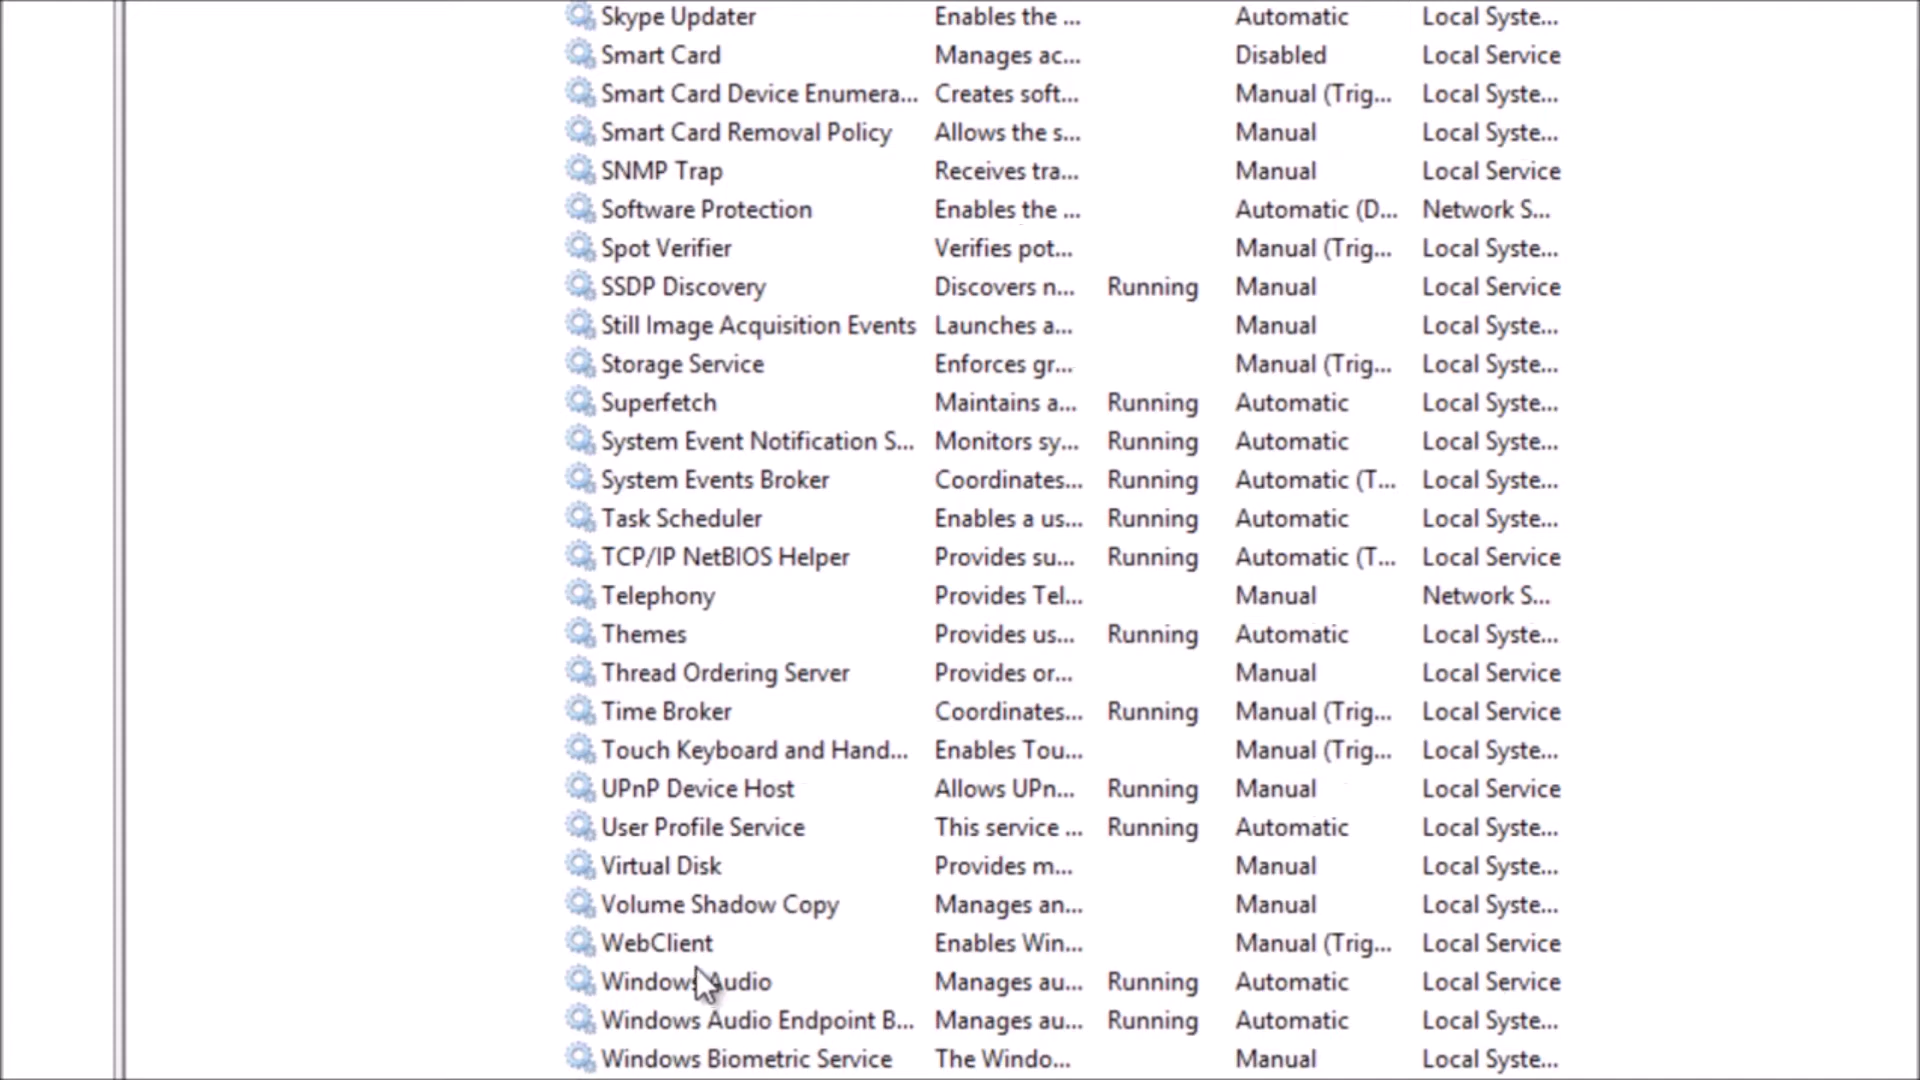 Skype Updater Enables the ... Automatic Local Syste...
Smart Card Manages ac... Disabled Local Service
Smart Card Device Enumera... Creates soft... Manual (Trig... Local Syste...
Smart Card Removal Policy Allows the s... Manual Local Syste...
SNMP Trap Receives tra... Manual Local Service
Software Protection Enables the ... Automatic (D... Network S...
Spot Verifier Verifies pot... Manual (Trig... Local Syste...
SSDP Discovery Discovers n... Running Manual Local Service
Still Image Acquisition Events Launches a... Manual Local Syste...
Storage Service Enforces gr... Manual (Trig... Local Syste...
Superfetch Maintains a... Running Automatic Local Syste...
System Event Notification S... Monitors sy... Running Automatic Local Syste...
System Events Broker Coordinates... Running Automatic (T... Local Syste...
Task Scheduler Enables a us... Running Automatic Local Syste...
TCP/IP NetBIOS Helper Provides su... Running Automatic (T... Local Service
Telephony Provides Tel... Manual Network S...
Themes Provides us... Running Automatic Local Syste...
Thread Ordering Server Provides or... Manual Local Service
Time Broker Coordinates... Running Manual (Trig... Local Service
Touch Keyboard and Hand... Enables Tou... Manual (Trig... Local Syste...
UPnP Device Host Allows UPn... Running Manual Local Service
User Profile Service This service ... Running Automatic Local Syste...
Virtual Disk Provides m... Manual Local Syste...
Volume Shadow Copy Manages an... Manual Local Syste...
WebClient Enables Win... Manual (Trig... Local Service
Windows Audio Manages au... Running Automatic Local Service
Windows Audio Endpoint B... Manages au... Running Automatic Local Syste...
Windows Biometric Service The Windo... Manual Local Syste...